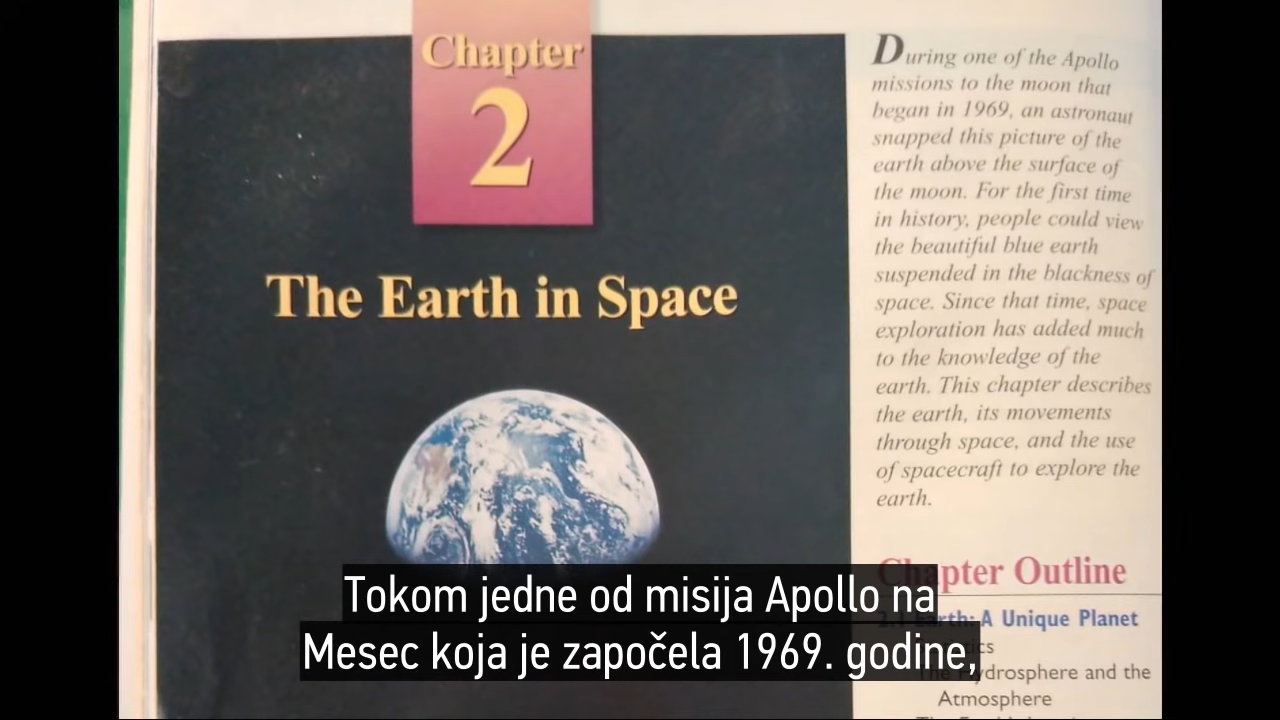 Chapter
2
The Earth in Space
During one of the Apollo
missions to the moon that
began in 1969, an astronaut
snapped this picture of the
earth above the surface of
the moon. For the first time
in history, people could view
the beautiful blue earth
suspended in the blackness of
space. Since that time, space
exploration has added much
to the knowledge of the
earth. This chapter describes
the earth, its movements
through space, and the use
of spacecraft to explore the
earth.
Chapter Outline
2.1 Earth: A Unique Planet
The Hydrosphere and the
Atmosphere
Tokom jedne od misija Apollo na
Mesec koja je započela 1969. godine,